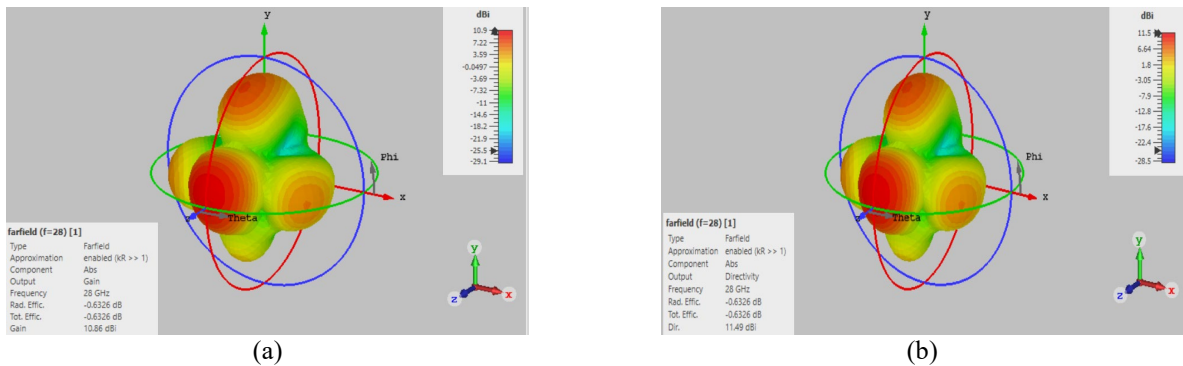 y
dBi
10.9
7.22
3.59
-0.0497
-3.69
-7.32
-11
-14.6
-18.2
-21.9
-25.5
-29.1
Phi
x
z
Theta
farfield (f=28) [1]
Type Farfield
Approximation enabled (kR >> 1)
Component Abs
Output Gain
Frequency 28 GHz
Rad. Effic. -0.6326 dB
Tot. Effic. -0.6326 dB
Gain 10.86 dBi
y
z
x
(a)
y
dBi
11.5
6.64
1.8
-3.05
-7.9
-12.8
-17.6
-22.4
-28.5
Phi
x
Theta
farfield (f=28) [1]
Type Farfield
Approximation enabled (kR >> 1)
Component Abs
Output Directivity
Frequency 28 GHz
Rad. Effic. -0.6326 dB
Tot. Effic. -0.6326 dB
Dir. 11.49 dBi
y
z
x
(b)